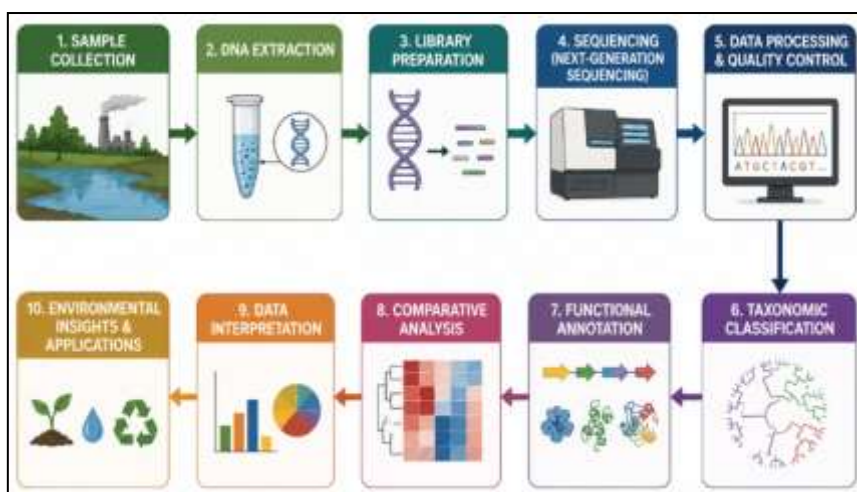 1. SAMPLE
COLLECTION
2. DNA EXTRACTION
3. LIBRARY
PREPARATION
4. SEQUENCING
(NEXT-GENERATION
SEQUENCING)
5. DATA PROCESSING
& QUALITY CONTROL
ATGCTACGT...
6. TAXONOMIC
CLASSIFICATION
7. FUNCTIONAL
ANNOTATION
8. COMPARATIVE
ANALYSIS
9. DATA
INTERPRETATION
10. ENVIRONMENTAL
INSIGHTS &
APPLICATIONS